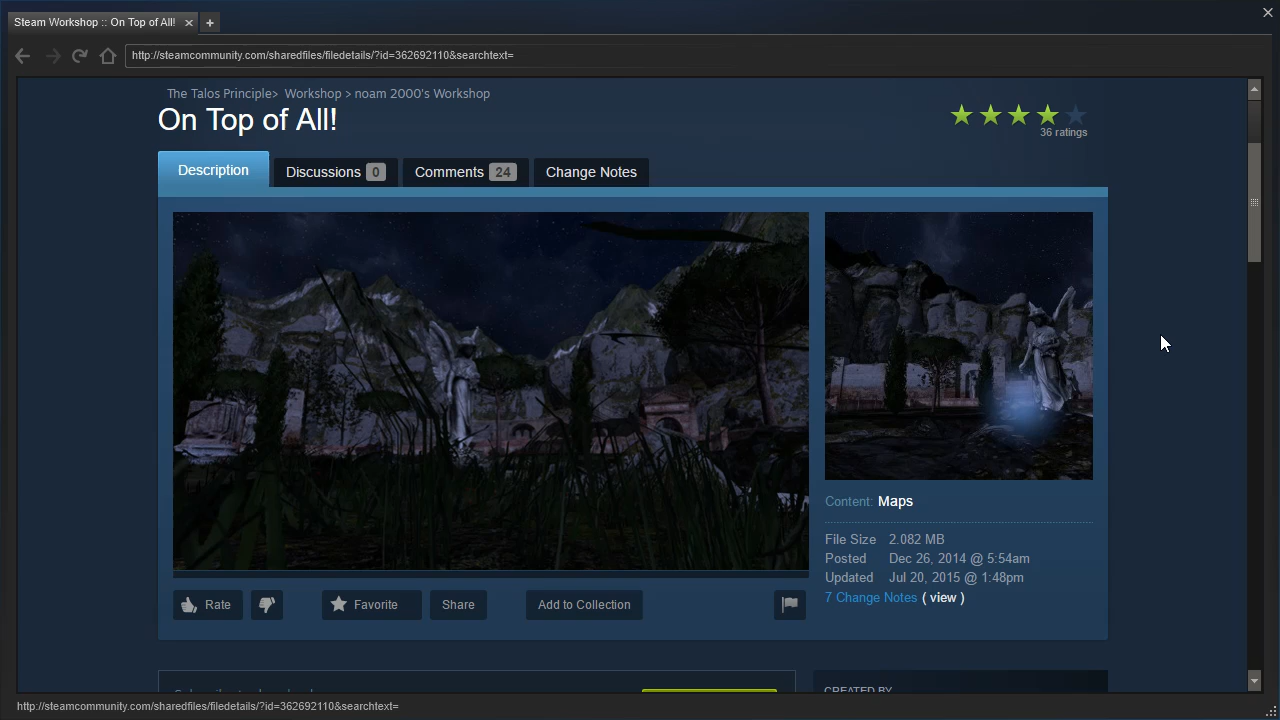 Steam Workshop :: On Top of All!
http://steamcommunity.com/sharedfiles/filedetails/?id=362692110&searchtext=
The Talos Principle> Workshop > noam 2000's Workshop
On Top of All!
36 ratings
Description
Discussions 0
Comments 24
Change Notes
Content: Maps
File Size 2.082 MB
Posted Dec 26, 2014 @ 5:54am
Updated Jul 20, 2015 @ 1:48pm
7 Change Notes ( view )
Rate
Favorite
Share
Add to Collection
CREATED BY
http://steamcommunity.com/sharedfiles/filedetails/?id=362692110&searchtext=